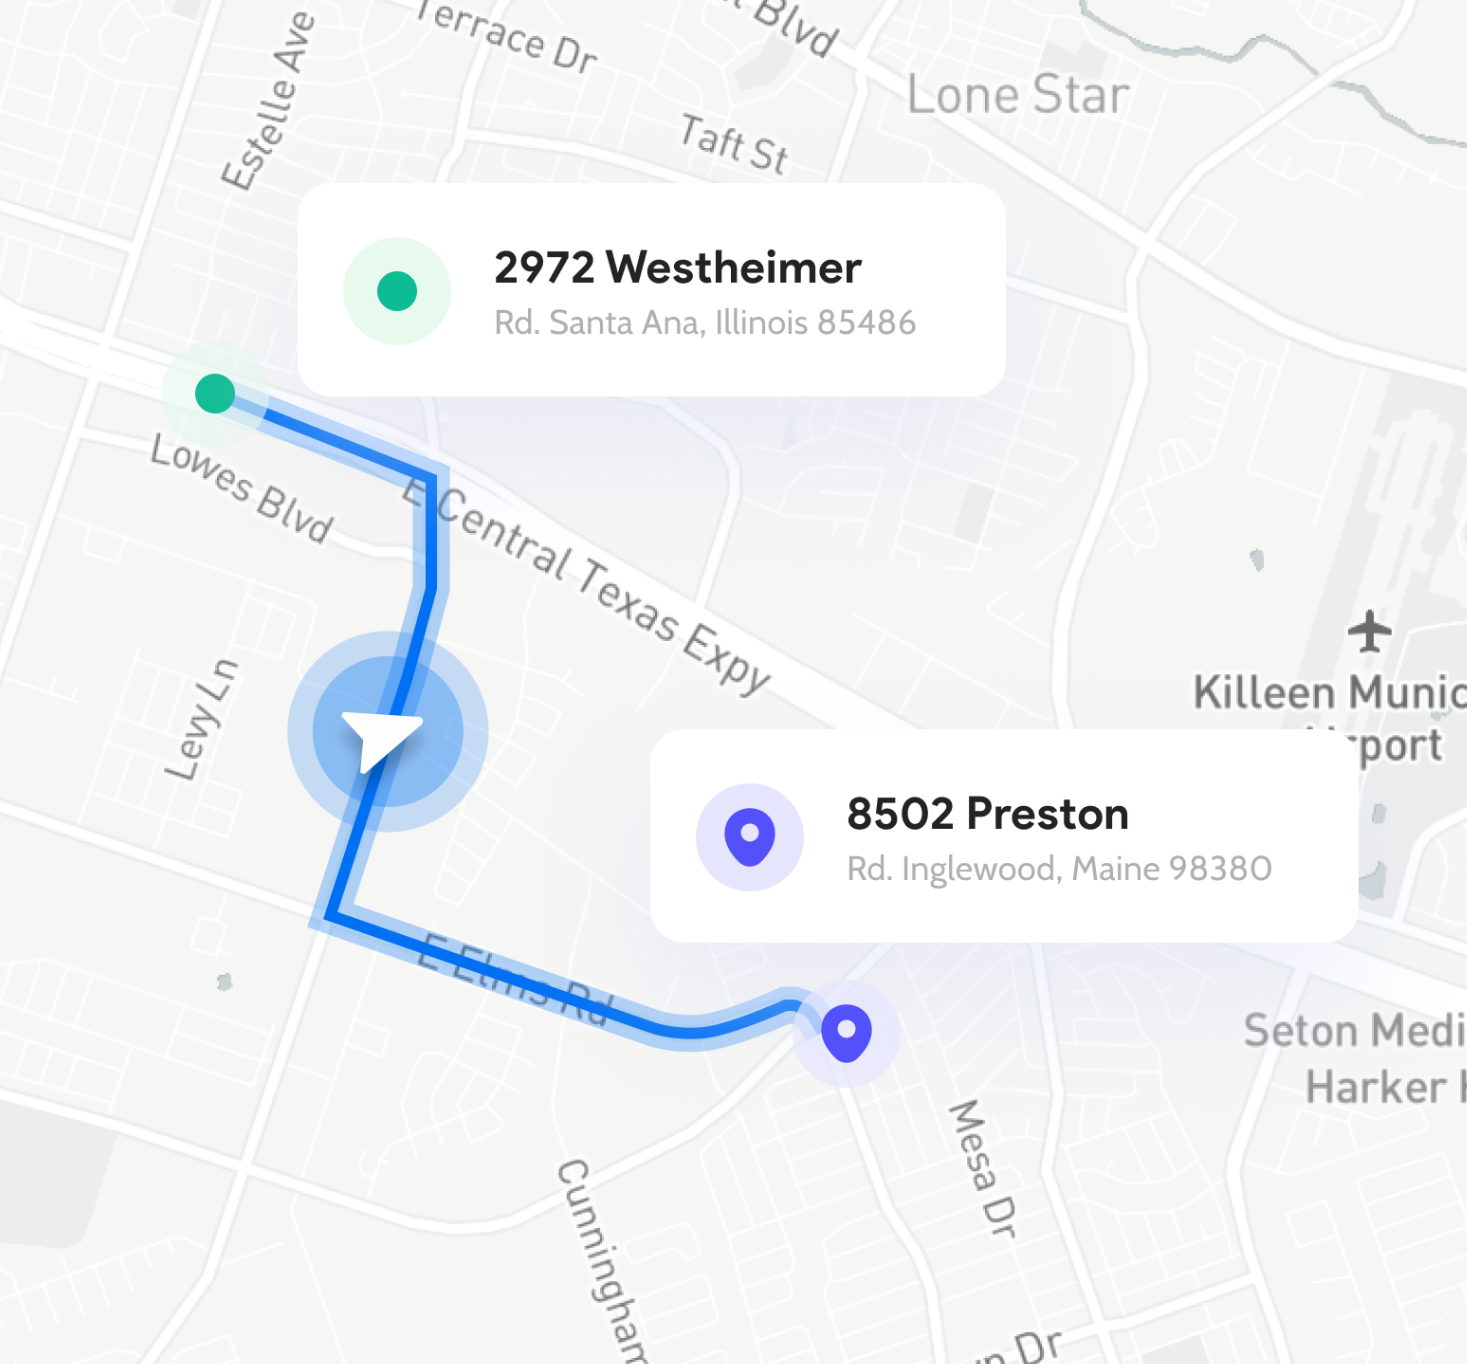 Terrace Dr
Blvd
Estelle Ave
Lone Star
Taft St
2972 Westheimer
Rd. Santa Ana, Illinois 85486
Lowes Blvd
E Central Texas Expy
Levy Ln
Killeen Munic
Airport
8502 Preston
Rd. Inglewood, Maine 98380
E Elms Rd
Seton Medi
Harker H
Mesa Dr
Cunningham
Dr